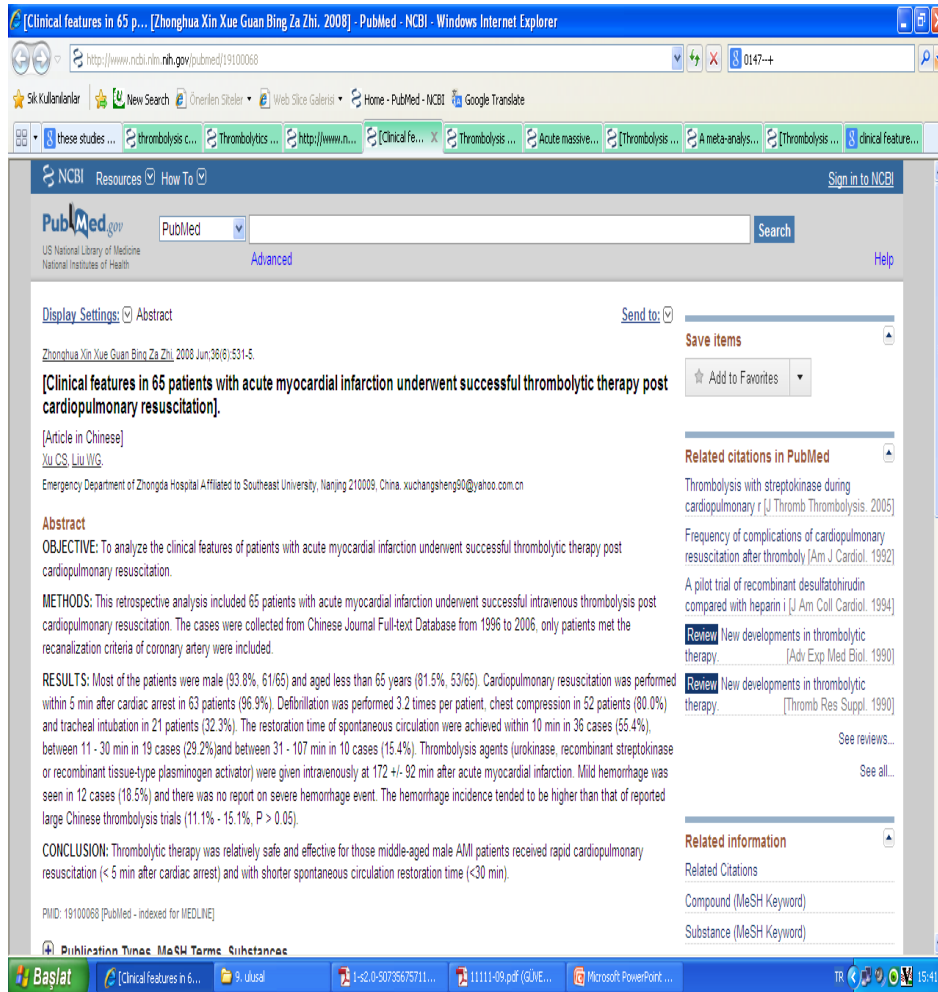 [Clinical features in 65 p... [Zhonghua Xin Xue Guan Bing Za Zhi. 2008] - PubMed - NCBI - Windows Internet Explorer
http://www.ncbi.nlm.nih.gov/pubmed/19100068
0147--+
Sık Kullanılanlar New Search Önerilen Siteler Web Slice Galerisi Home - PubMed - NCBI Google Translate
these studies ... thrombolysis c... Thrombolytics ... http://www.n... [Clinical fe... X Thrombolysis ... Acute massive... [Thrombolysis ... A meta-analys... [Thrombolysis ... clinical feature...
NCBI Resources How To Sign in to NCBI
PubMed.gov
US National Library of Medicine
National Institutes of Health
PubMed
Search
Advanced
Help
Display Settings: Abstract
Send to:
Zhonghua Xin Xue Guan Bing Za Zhi. 2008 Jun;36(6):531-5.
[Clinical features in 65 patients with acute myocardial infarction underwent successful thrombolytic therapy post
cardiopulmonary resuscitation].
[Article in Chinese]
Xu CS, Liu WG.
Emergency Department of Zhongda Hospital Affiliated to Southeast University, Nanjing 210009, China. xuchangsheng90@yahoo.com.cn
Abstract
OBJECTIVE: To analyze the clinical features of patients with acute myocardial infarction underwent successful thrombolytic therapy post
cardiopulmonary resuscitation.
METHODS: This retrospective analysis included 65 patients with acute myocardial infarction underwent successful intravenous thrombolysis post
cardiopulmonary resuscitation. The cases were collected from Chinese Journal Full-text Database from 1996 to 2006, only patients met the
recanalization criteria of coronary artery were included.
RESULTS: Most of the patients were male (93.8%, 61/65) and aged less than 65 years (81.5%, 53/65). Cardiopulmonary resuscitation was performed
within 5 min after cardiac arrest in 63 patients (96.9%). Defibrillation was performed 3.2 times per patient, chest compression in 52 patients (80.0%)
and tracheal intubation in 21 patients (32.3%). The restoration time of spontaneous circulation were achieved within 10 min in 36 cases (55.4%),
between 11 - 30 min in 19 cases (29.2%)and between 31 - 107 min in 10 cases (15.4%). Thrombolysis agents (urokinase, recombinant streptokinase
or recombinant tissue-type plasminogen activator) were given intravenously at 172 +/- 92 min after acute myocardial infarction. Mild hemorrhage was
seen in 12 cases (18.5%) and there was no report on severe hemorrhage event. The hemorrhage incidence tended to be higher than that of reported
large Chinese thrombolysis trials (11.1% - 15.1%, P > 0.05).
CONCLUSION: Thrombolytic therapy was relatively safe and effective for those middle-aged male AMI patients received rapid cardiopulmonary
resuscitation (< 5 min after cardiac arrest) and with shorter spontaneous circulation restoration time (<30 min).
PMID: 19100068 [PubMed - indexed for MEDLINE]
Publication Types, MeSH Terms, Substances
Save items
Add to Favorites
Related citations in PubMed
Thrombolysis with streptokinase during
cardiopulmonary r [J Thromb Thrombolysis. 2005]
Frequency of complications of cardiopulmonary
resuscitation after thromboly [Am J Cardiol. 1992]
A pilot trial of recombinant desulfatohirudin
compared with heparin i [J Am Coll Cardiol. 1994]
Review New developments in thrombolytic
therapy. [Adv Exp Med Biol. 1990]
Review New developments in thrombolytic
therapy. [Thromb Res Suppl. 1990]
See reviews...
See all...
Related information
Related Citations
Compound (MeSH Keyword)
Substance (MeSH Keyword)
Başlat [Clinical features in 6... 9. ulusal 1-s2.0-S0735675711... 11111-09.pdf (GÜVE... Microsoft PowerPoint ... TR 15:41